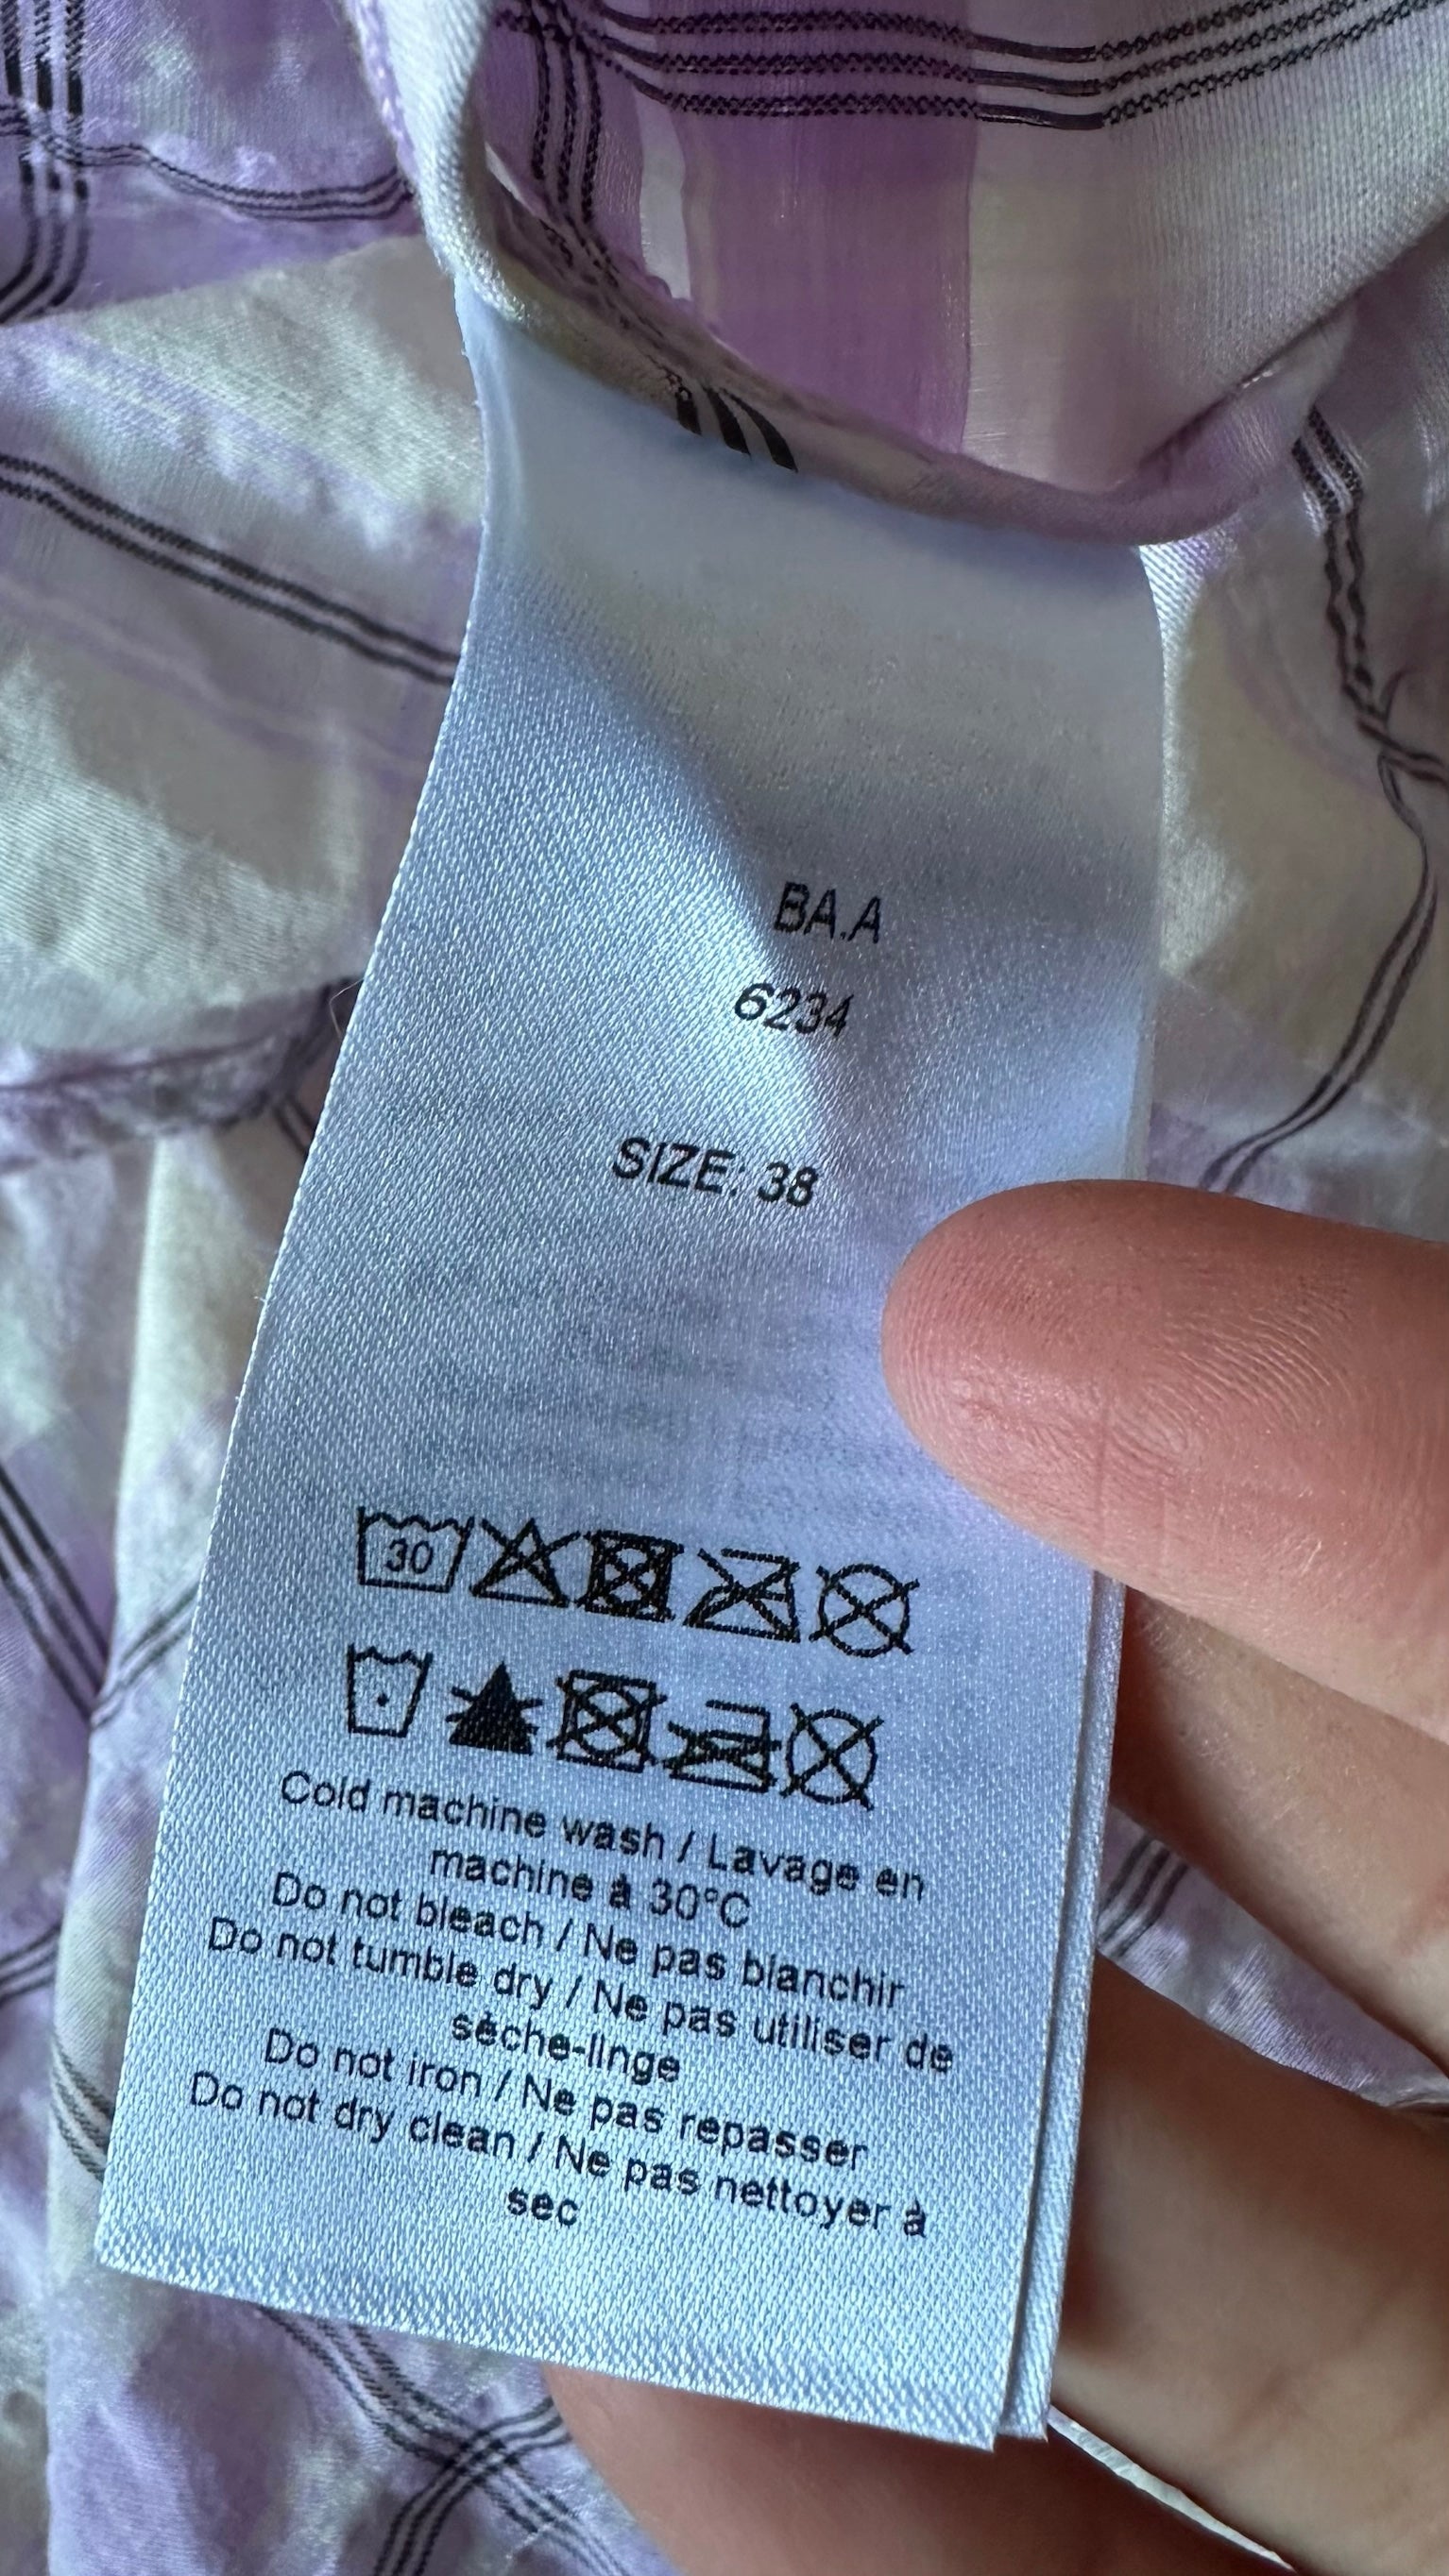 BA.A
6234
SIZE: 38
30
Cold machine wash / Lavage en
machine à 30°C
Do not bleach / Ne pas blanchir
Do not tumble dry / Ne pas utiliser de
sèche-linge
Do not iron / Ne pas repasser
Do not dry clean / Ne pas nettoyer à
sec